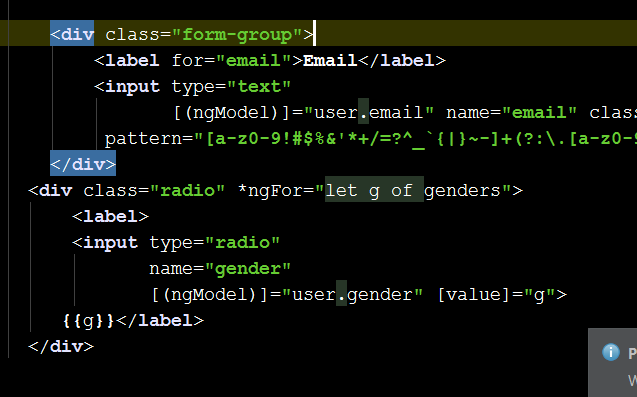 <div class="form-group">
<label for="email">Email</label>
<input type="text"
[(ngModel)]="user.email" name="email" clas
pattern="[a-z0-9!#$%&'*+/=?^_`{|}~-]+(?:\.[a-z0-9
</div>
<div class="radio" *ngFor="let g of genders">
<label>
<input type="radio"
name="gender"
[(ngModel)]="user.gender" [value]="g">
{{g}}</label>
</div>
P
W